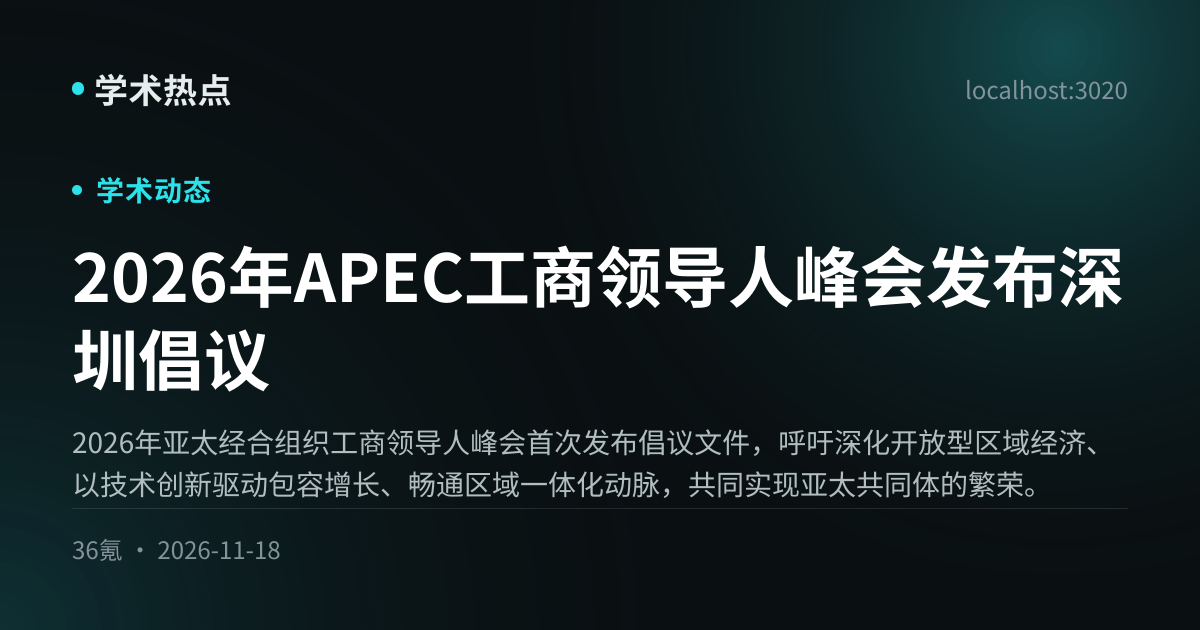 学术热点
localhost:3020
学术动态
2026年APEC工商领导人峰会发布深
圳倡议
2026年亚太经合组织工商领导人峰会首次发布倡议文件，呼吁深化开放型区域经济、
以技术创新驱动包容增长、畅通区域一体化动脉，共同实现亚太共同体的繁荣。
36氪 · 2026-11-18